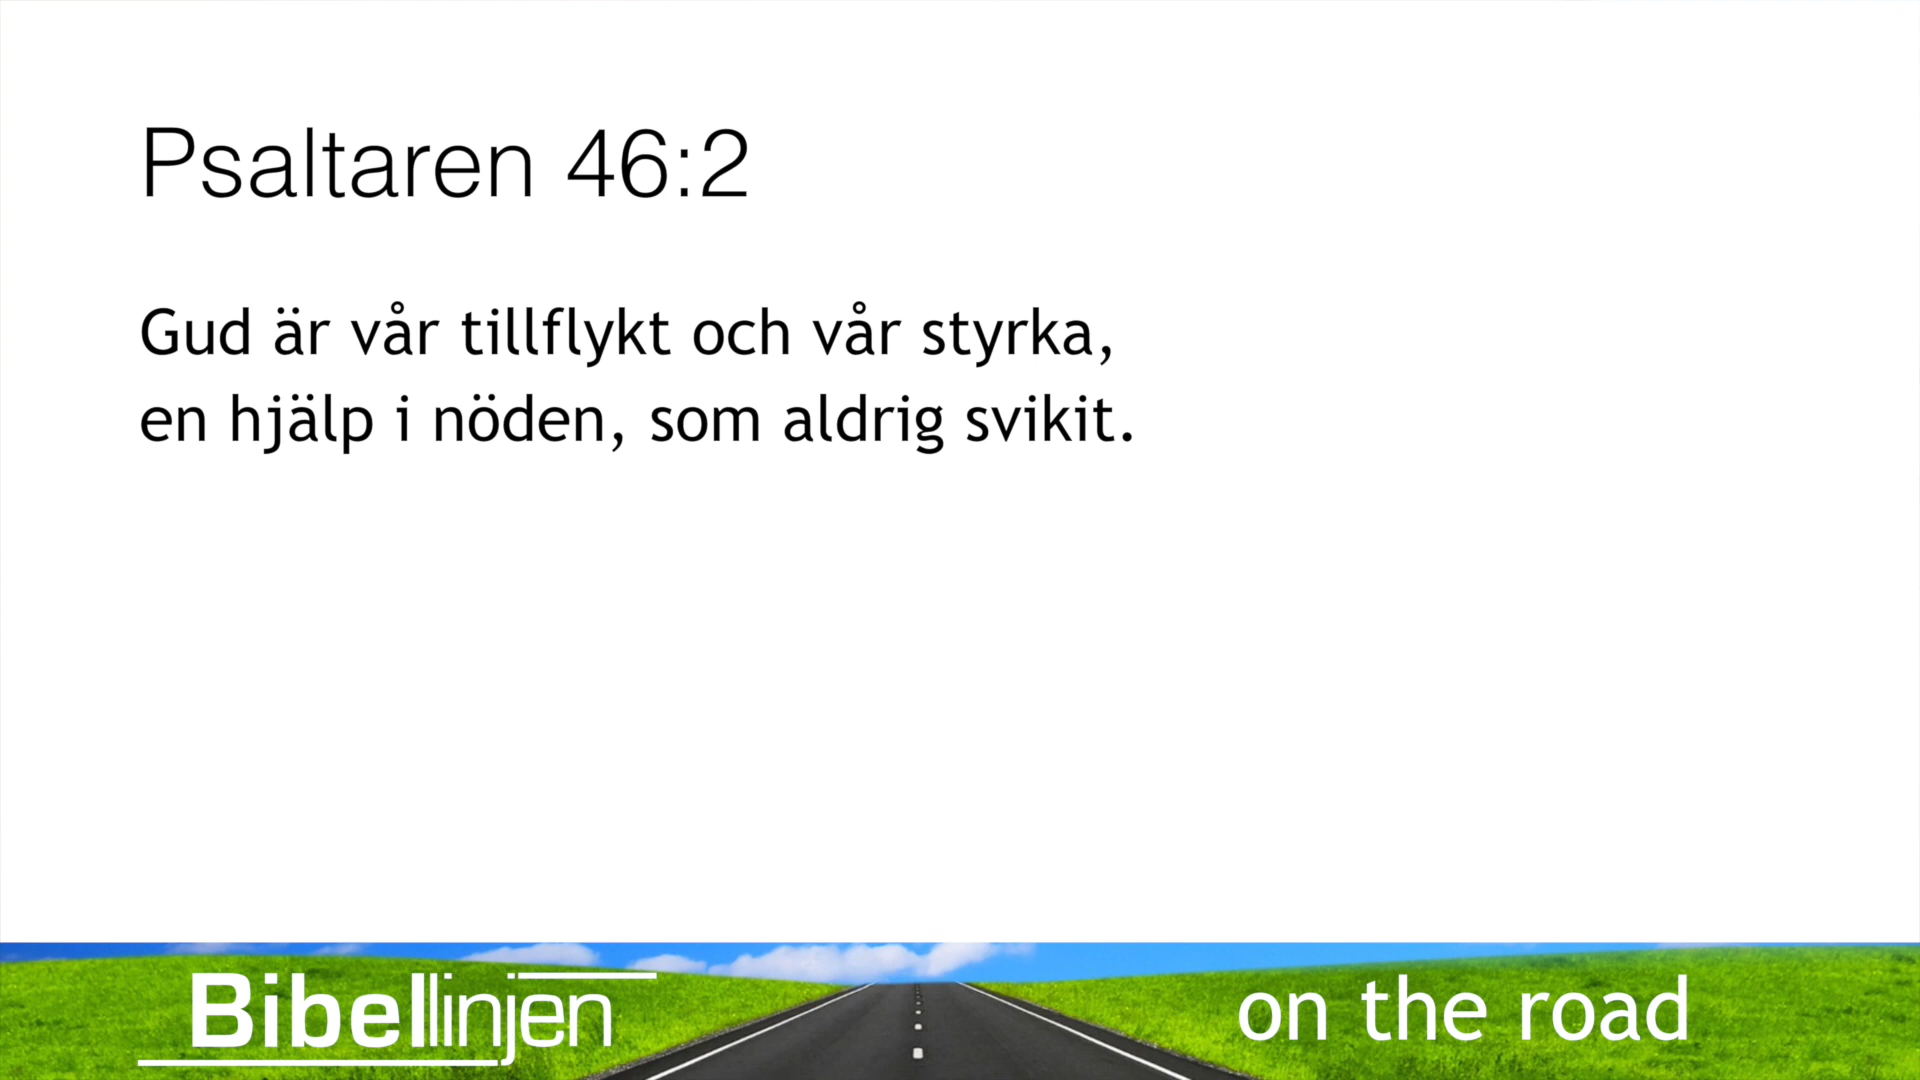 Psaltaren 46:2
Gud är vår tillflykt och vår styrka,
en hjälp i nöden, som aldrig svikit.
Bibellinjen
on the road